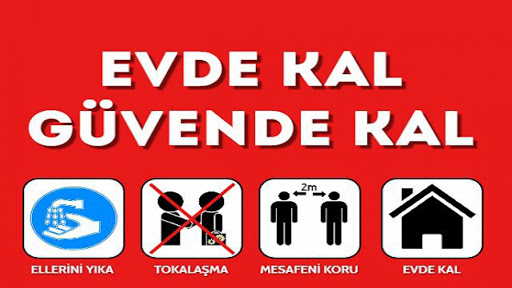 EVDE KAL
GÜVENDE KAL
2m
ELLERİNİ YIKA
TOKALAŞMA
MESAFENİ KORU
EVDE KAL